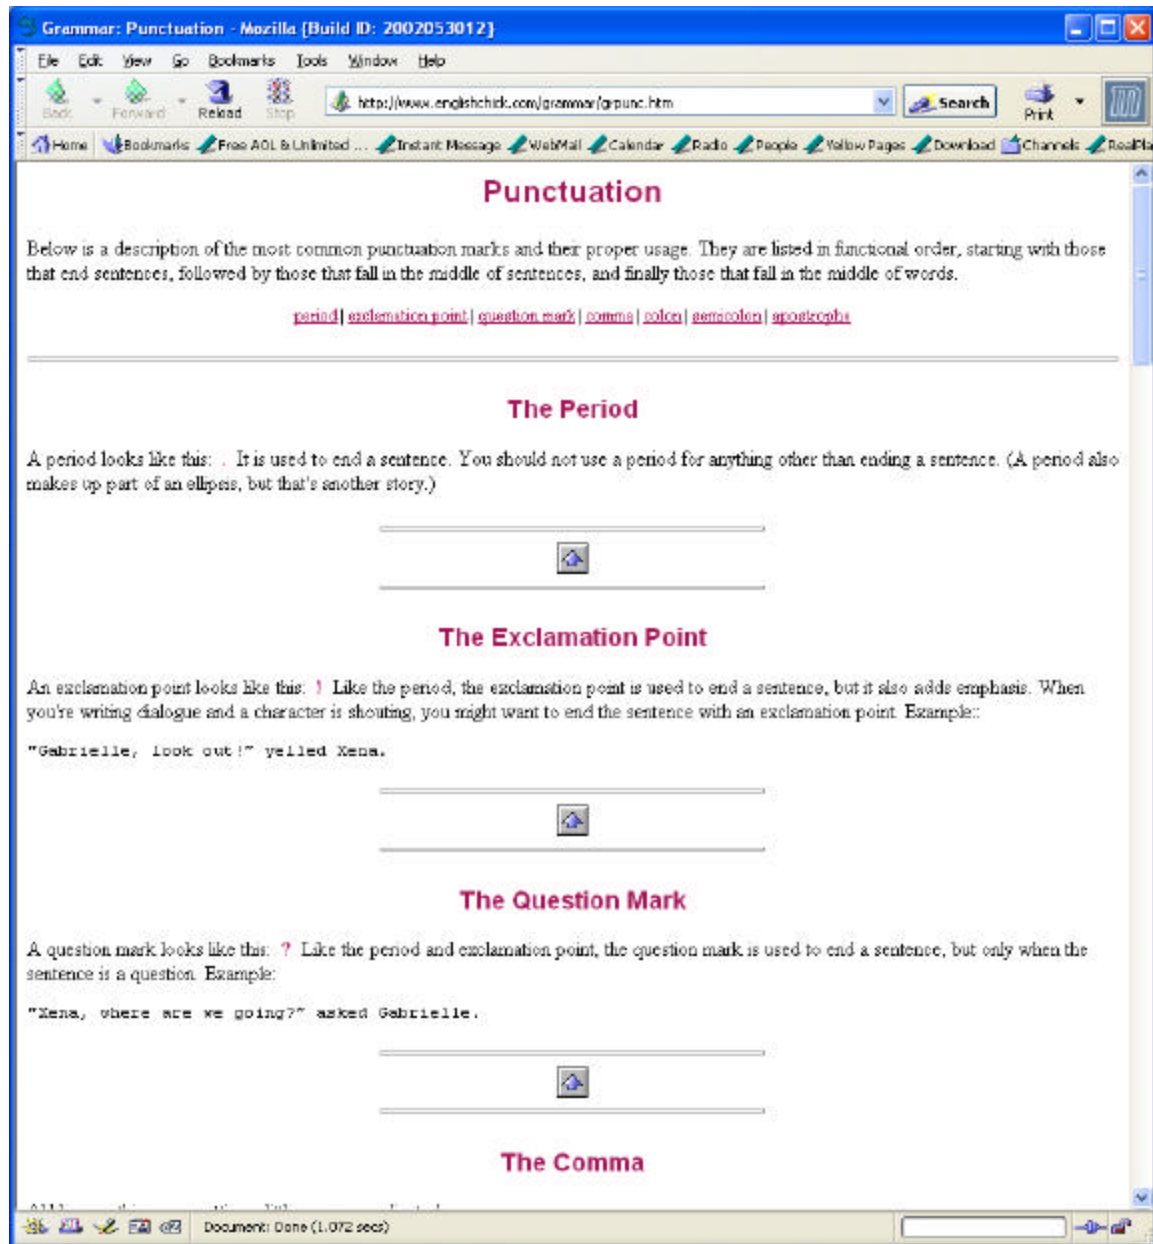 Grammar: Punctuation - Mozilla {Build ID: 2002053012}
File Edit View Go Bookmarks Tools Window Help
Back Forward Reload Stop http://www.englishchick.com/grammar/grpunc.htm Search Print
Home Bookmarks Free AOL & Unlimited ... Instant Message WebMail Calendar Radio People Yellow Pages Download Channels RealPla
Punctuation
Below is a description of the most common punctuation marks and their proper usage. They are listed in functional order, starting with those
that end sentences, followed by those that fall in the middle of sentences, and finally those that fall in the middle of words.
period | exclamation point | question mark | comma | colon | semicolon | apostrophe
The Period
A period looks like this: . It is used to end a sentence. You should not use a period for anything other than ending a sentence. (A period also
makes up part of an ellipsis, but that's another story.)
The Exclamation Point
An exclamation point looks like this: ! Like the period, the exclamation point is used to end a sentence, but it also adds emphasis. When
you're writing dialogue and a character is shouting, you might want to end the sentence with an exclamation point. Example::
"Gabrielle, look out!" yelled Xena.
The Question Mark
A question mark looks like this: ? Like the period and exclamation point, the question mark is used to end a sentence, but only when the
sentence is a question. Example:
"Xena, where are we going?" asked Gabrielle.
The Comma
Document: Done (1.072 secs)